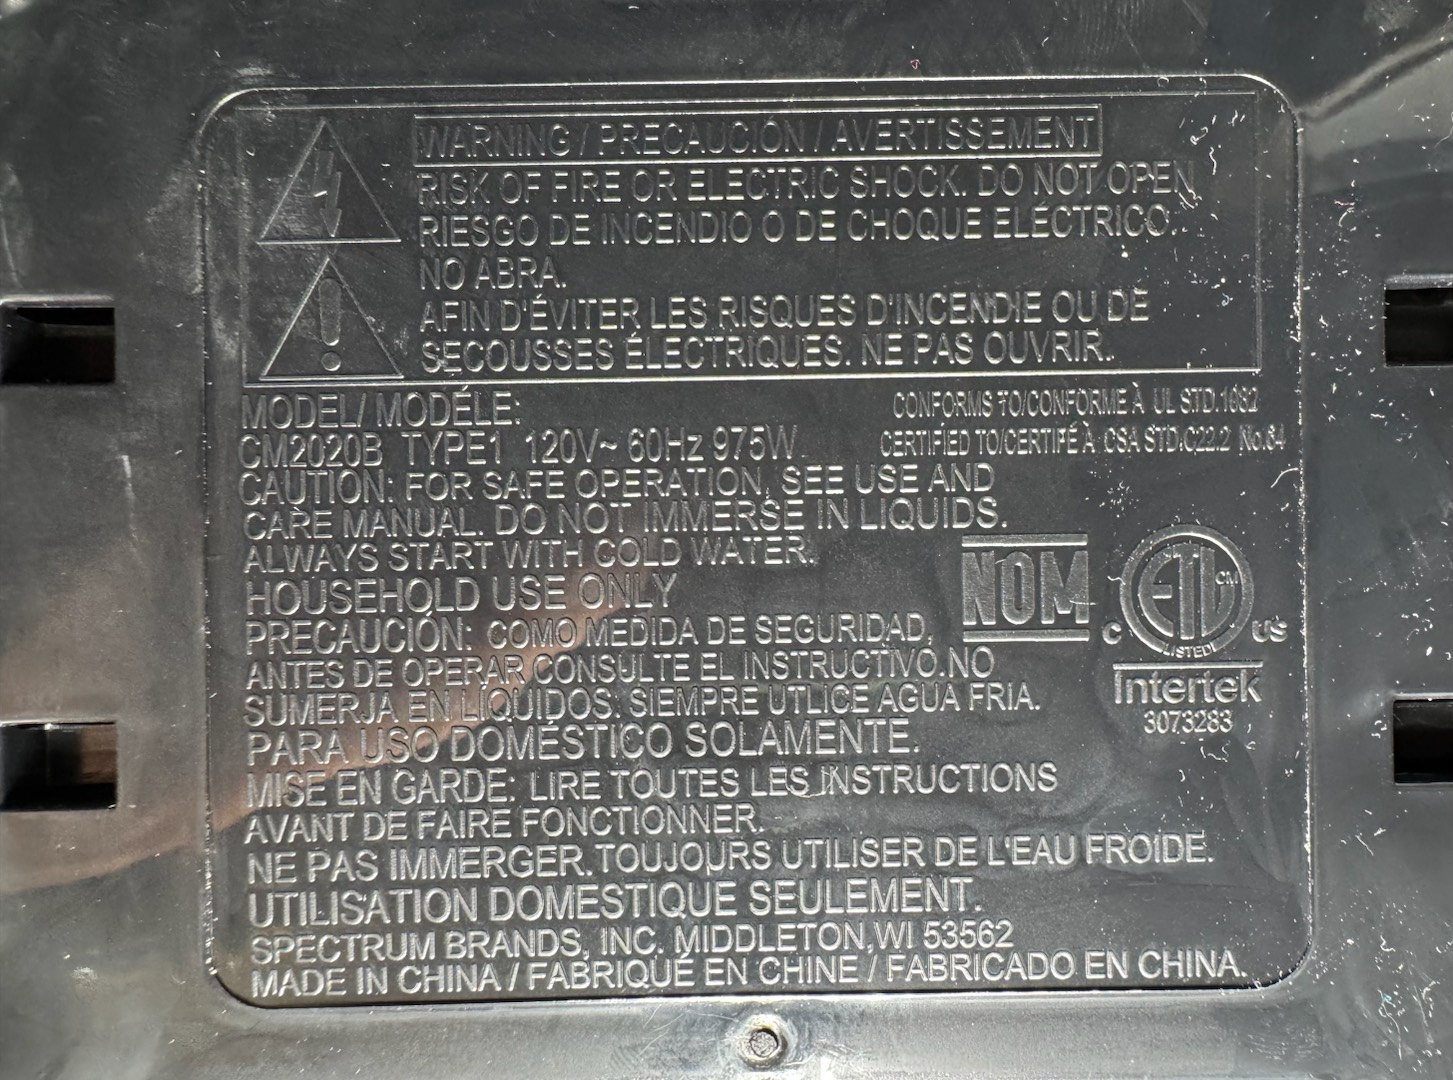 WARNING / PRECAUCIÓN / AVERTISSEMENT
RISK OF FIRE OR ELECTRIC SHOCK. DO NOT OPEN
RIESGO DE INCENDIO O DE CHOQUE ELÉCTRICO.
NO ABRA.
AFIN D'ÉVITER LES RISQUES D'INCENDIE OU DE
SECOUSSES ÉLECTRIQUES. NE PAS OUVRIR.
MODEL/ MODÉLE:
CM2020B TYPE1 120V~ 60Hz 975W
CONFORMS TO/CONFORME À UL STD.1082
CERTIFIED TO/CERTIFÉ À CSA STD.C22.2 No.64
CAUTION: FOR SAFE OPERATION, SEE USE AND
CARE MANUAL. DO NOT IMMERSE IN LIQUIDS.
ALWAYS START WITH COLD WATER.
HOUSEHOLD USE ONLY
PRECAUCIÓN: COMO MEDIDA DE SEGURIDAD,
ANTES DE OPERAR CONSULTE EL INSTRUCTIVO.NO
SUMERJA EN LÍQUIDOS. SIEMPRE UTLICE AGUA FRIA.
PARA USO DOMÉSTICO SOLAMENTE.
MISE EN GARDE: LIRE TOUTES LES INSTRUCTIONS
AVANT DE FAIRE FONCTIONNER.
NE PAS IMMERGER. TOUJOURS UTILISER DE L'EAU FROIDE.
UTILISATION DOMESTIQUE SEULEMENT.
SPECTRUM BRANDS, INC. MIDDLETON,WI 53562
MADE IN CHINA / FABRIQUÉ EN CHINE / FABRICADO EN CHINA.
NOM
ETL CM
C US
LISTED
Intertek
3073283